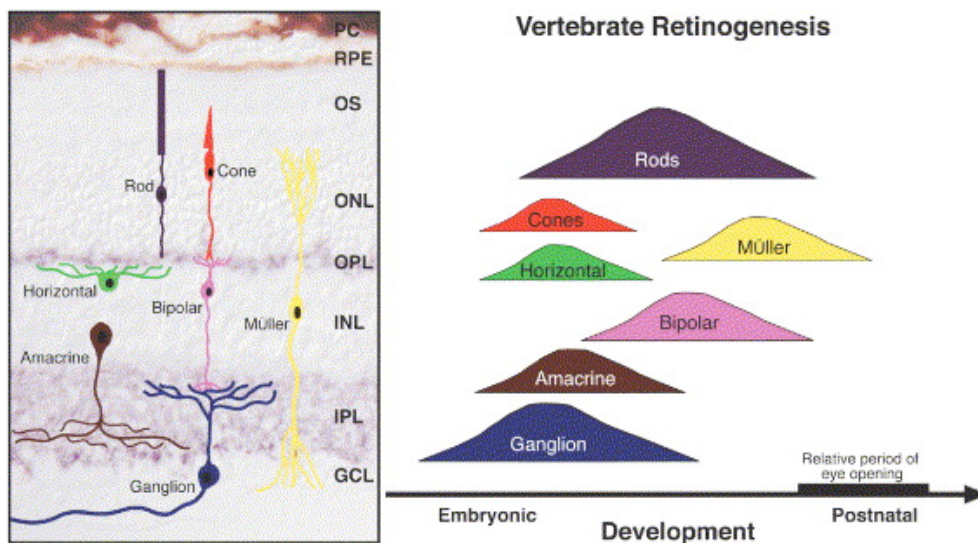 PC
RPE
OS
Cone
Rod
ONL
OPL
Horizontal
Bipolar
Müller
INL
Amacrine
IPL
Ganglion
GCL
Vertebrate Retinogenesis
Rods
Cones
Müller
Horizontal
Bipolar
Amacrine
Ganglion
Relative period of
eye opening
Embryonic
Postnatal
Development